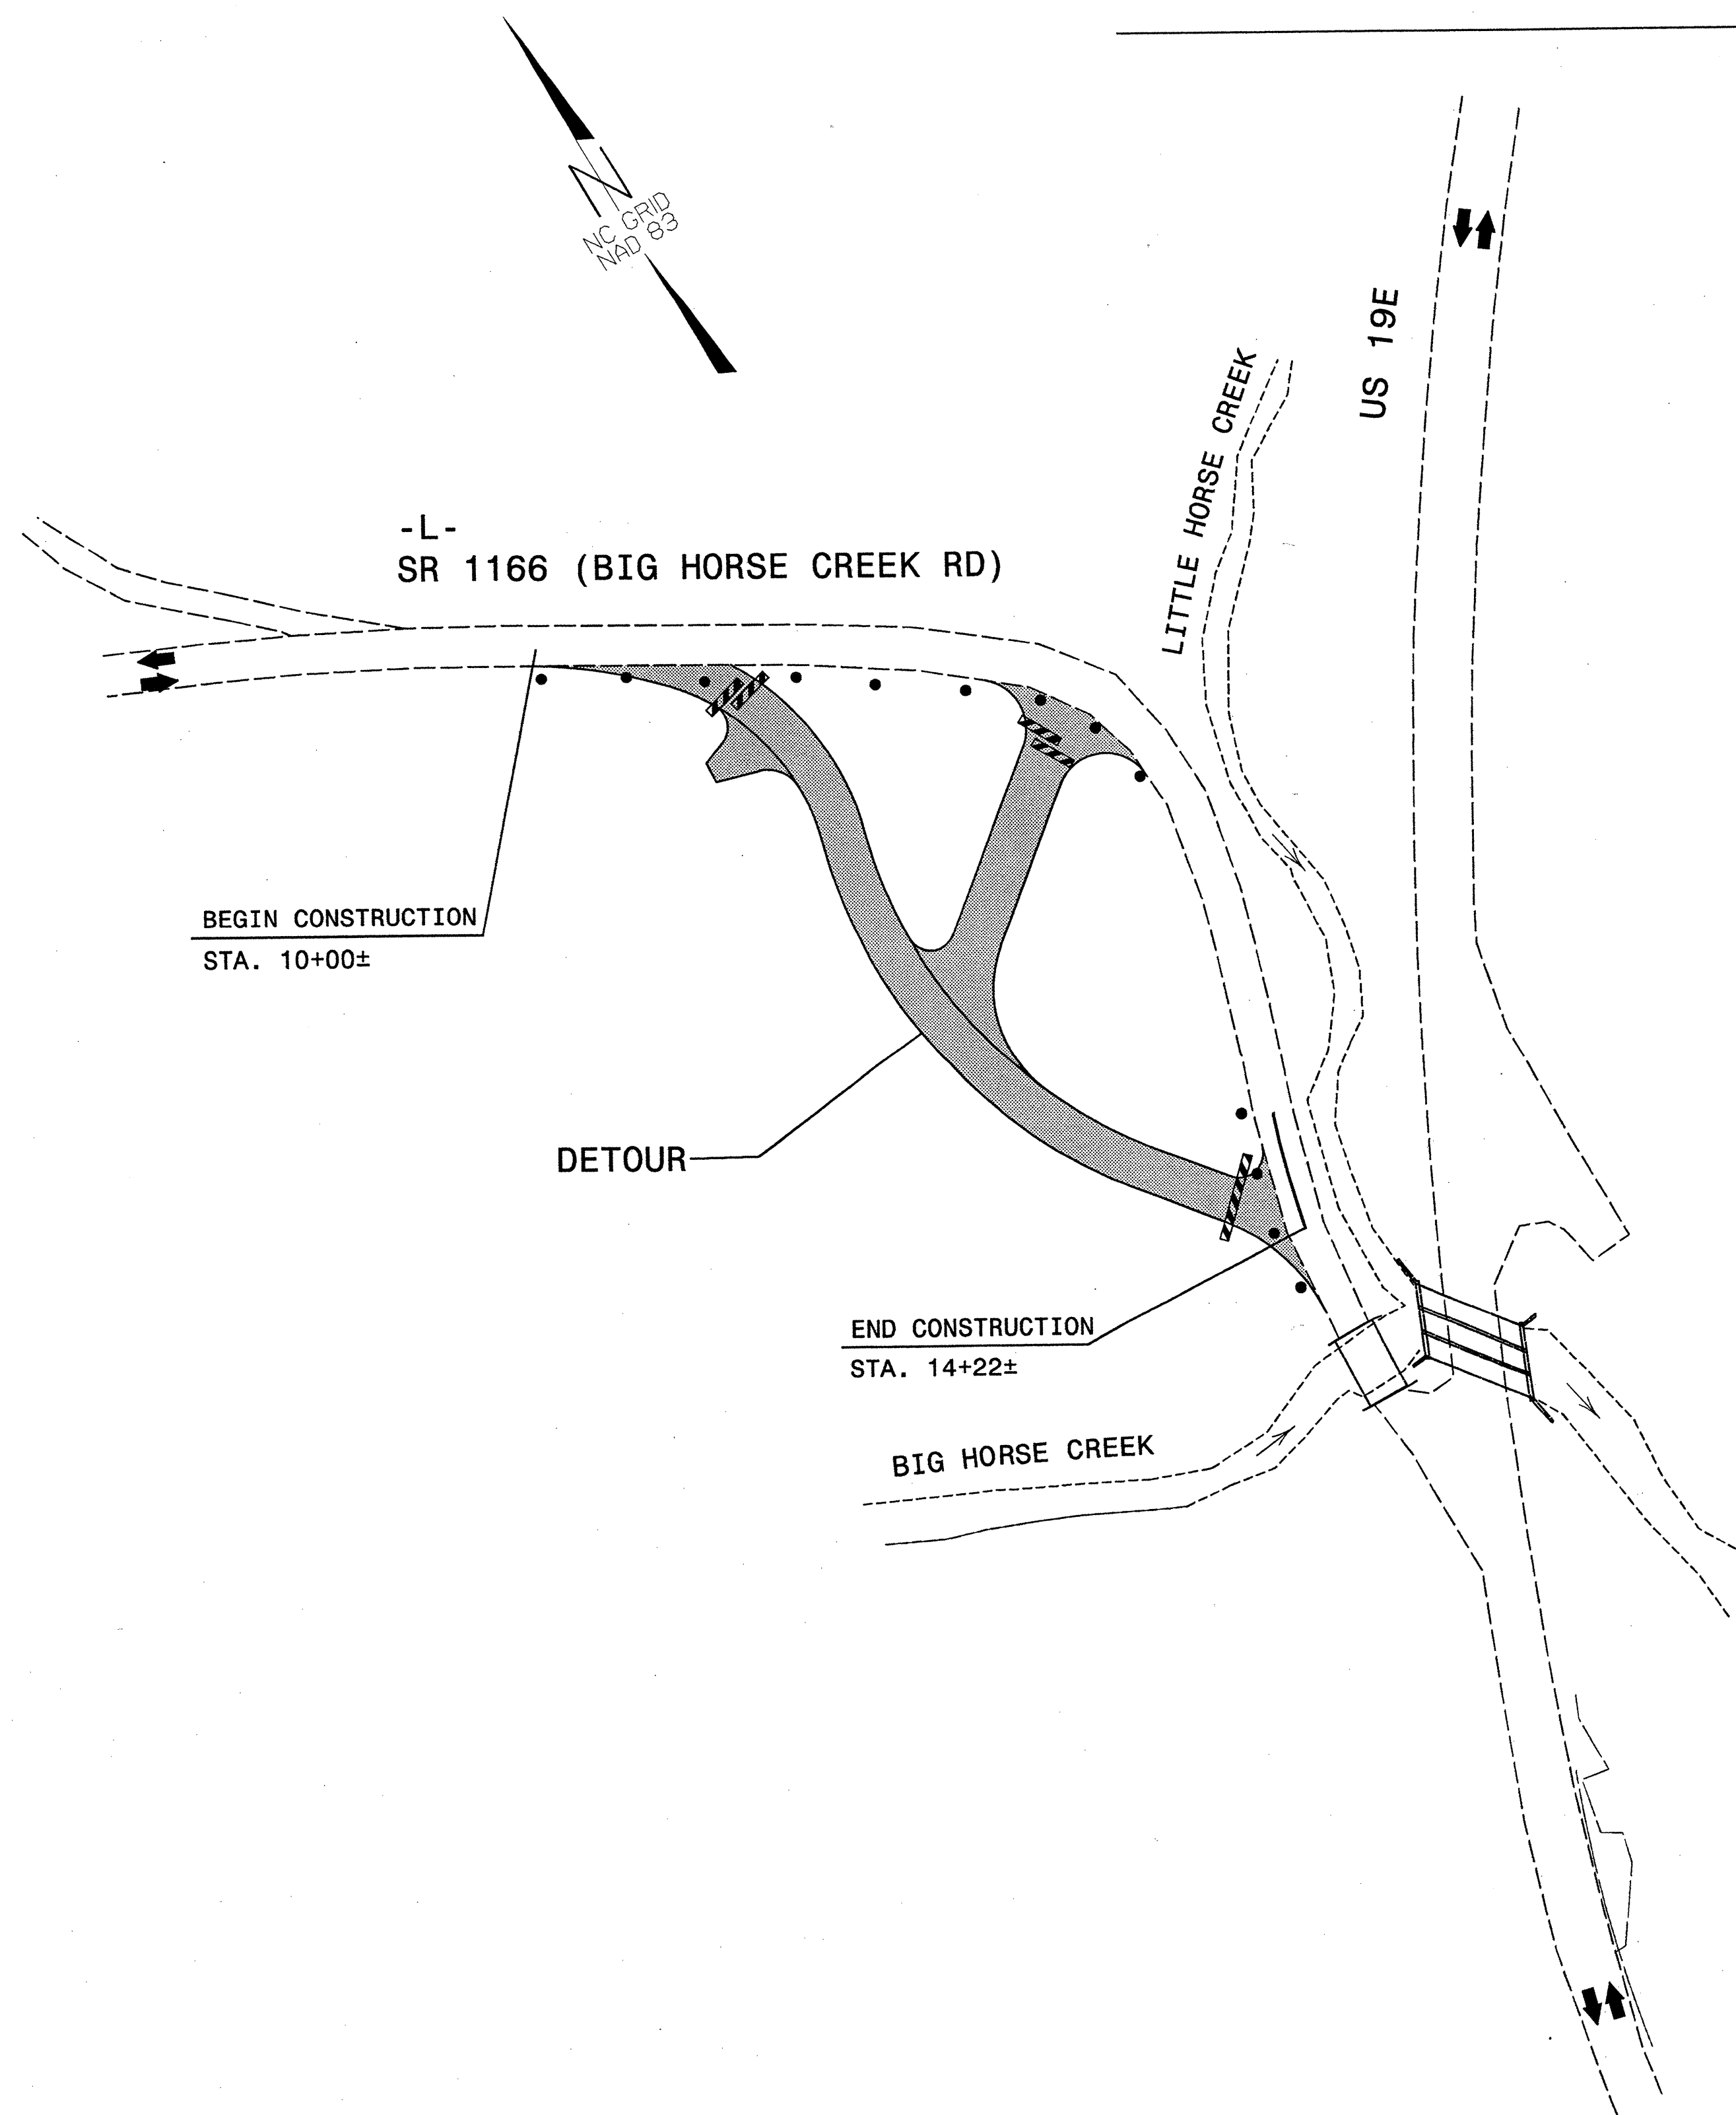 N
NC GRID
NAD 83
US 19E
LITTLE HORSE CREEK
-L-
SR 1166 (BIG HORSE CREEK RD)
BEGIN CONSTRUCTION
STA. 10+00±
DETOUR
END CONSTRUCTION
STA. 14+22±
BIG HORSE CREEK